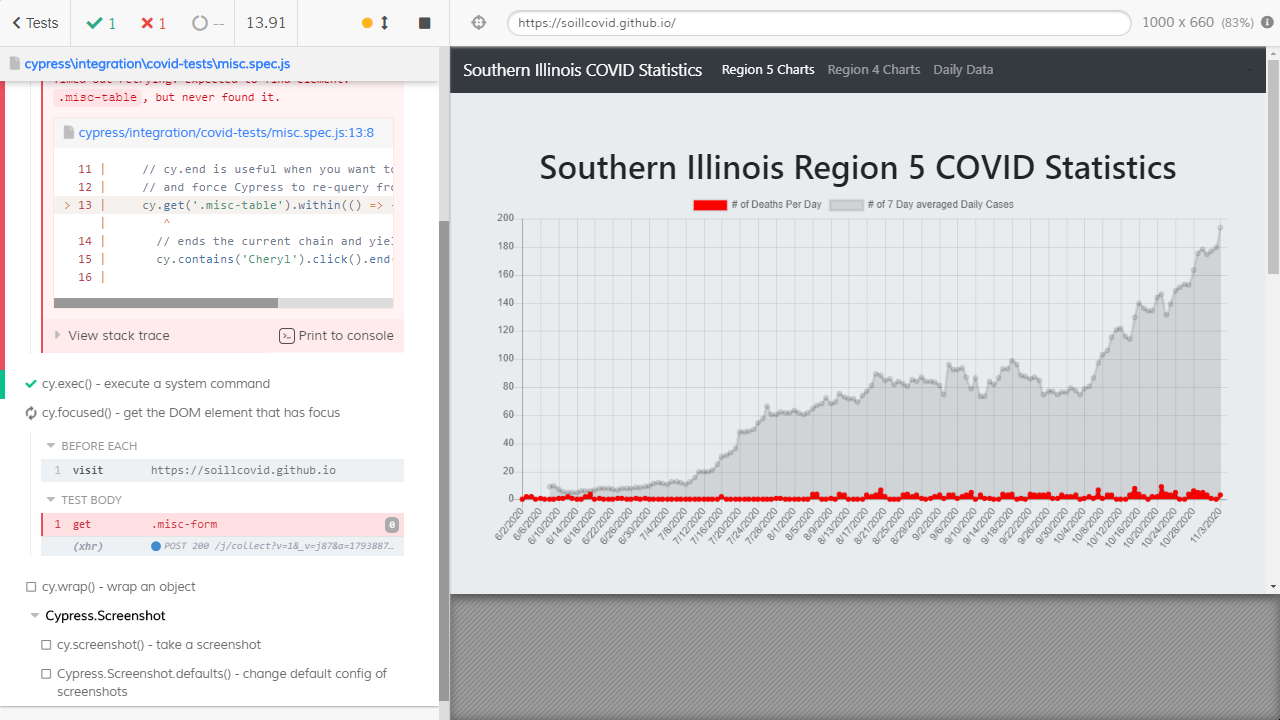 Tests
1
1
--
13.91
https://soillcovid.github.io/
1000 x 660 (83%)
cypress\integration\covid-tests\misc.spec.js
.misc-table, but never found it.
cypress/integration/covid-tests/misc.spec.js:13:8
11 | // cy.end is useful when you want to
12 | // and force Cypress to re-query fro
> 13 | cy.get('.misc-table').within(() =>
| ^
14 | // ends the current chain and yiel
15 | cy.contains('Cheryl').click().end(
16 |
View stack trace
Print to console
cy.exec() - execute a system command
cy.focused() - get the DOM element that has focus
BEFORE EACH
1 visit https://soillcovid.github.io
TEST BODY
1 get .misc-form 0
(xhr) POST 200 /j/collect?v=1&_v=j87&a=1793887…
cy.wrap() - wrap an object
Cypress.Screenshot
cy.screenshot() - take a screenshot
Cypress.Screenshot.defaults() - change default config of
screenshots
Southern Illinois COVID Statistics
Region 5 Charts
Region 4 Charts
Daily Data
Southern Illinois Region 5 COVID Statistics
# of Deaths Per Day
# of 7 Day averaged Daily Cases
200
180
160
140
120
100
80
60
40
20
0
6/2/2020
6/6/2020
6/10/2020
6/14/2020
6/18/2020
6/22/2020
6/26/2020
6/30/2020
7/4/2020
7/8/2020
7/12/2020
7/16/2020
7/20/2020
7/24/2020
7/28/2020
8/1/2020
8/5/2020
8/9/2020
8/13/2020
8/17/2020
8/21/2020
8/25/2020
8/29/2020
9/2/2020
9/6/2020
9/10/2020
9/14/2020
9/18/2020
9/22/2020
9/26/2020
9/30/2020
10/4/2020
10/8/2020
10/12/2020
10/16/2020
10/20/2020
10/24/2020
10/28/2020
11/3/2020